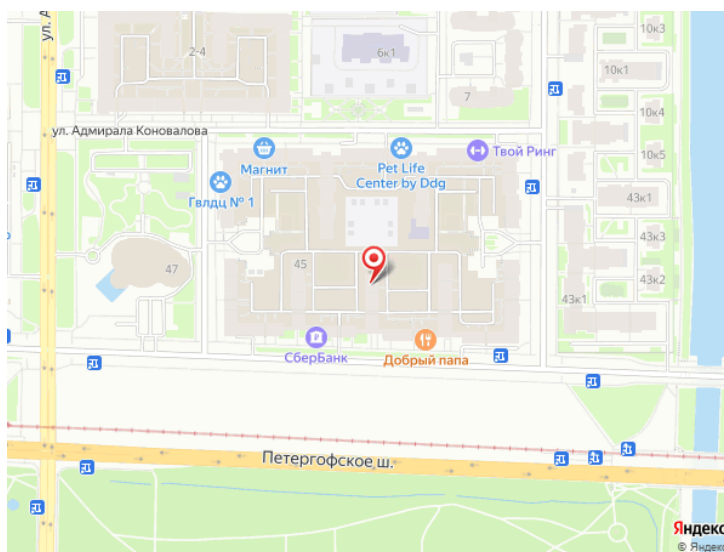 ул. А
2-4
6к1
7
10к3
10к1
10к4
10к5
ул. Адмирала Коновалова
Магнит
Pet Life
Center by Ddg
Твой Ринг
Гвлдц № 1
43к1
43к3
43к2
43к1
47
45
СберБанк
Добрый папа
Петергофское ш.
ул. А
Яндекс
© Яндекс